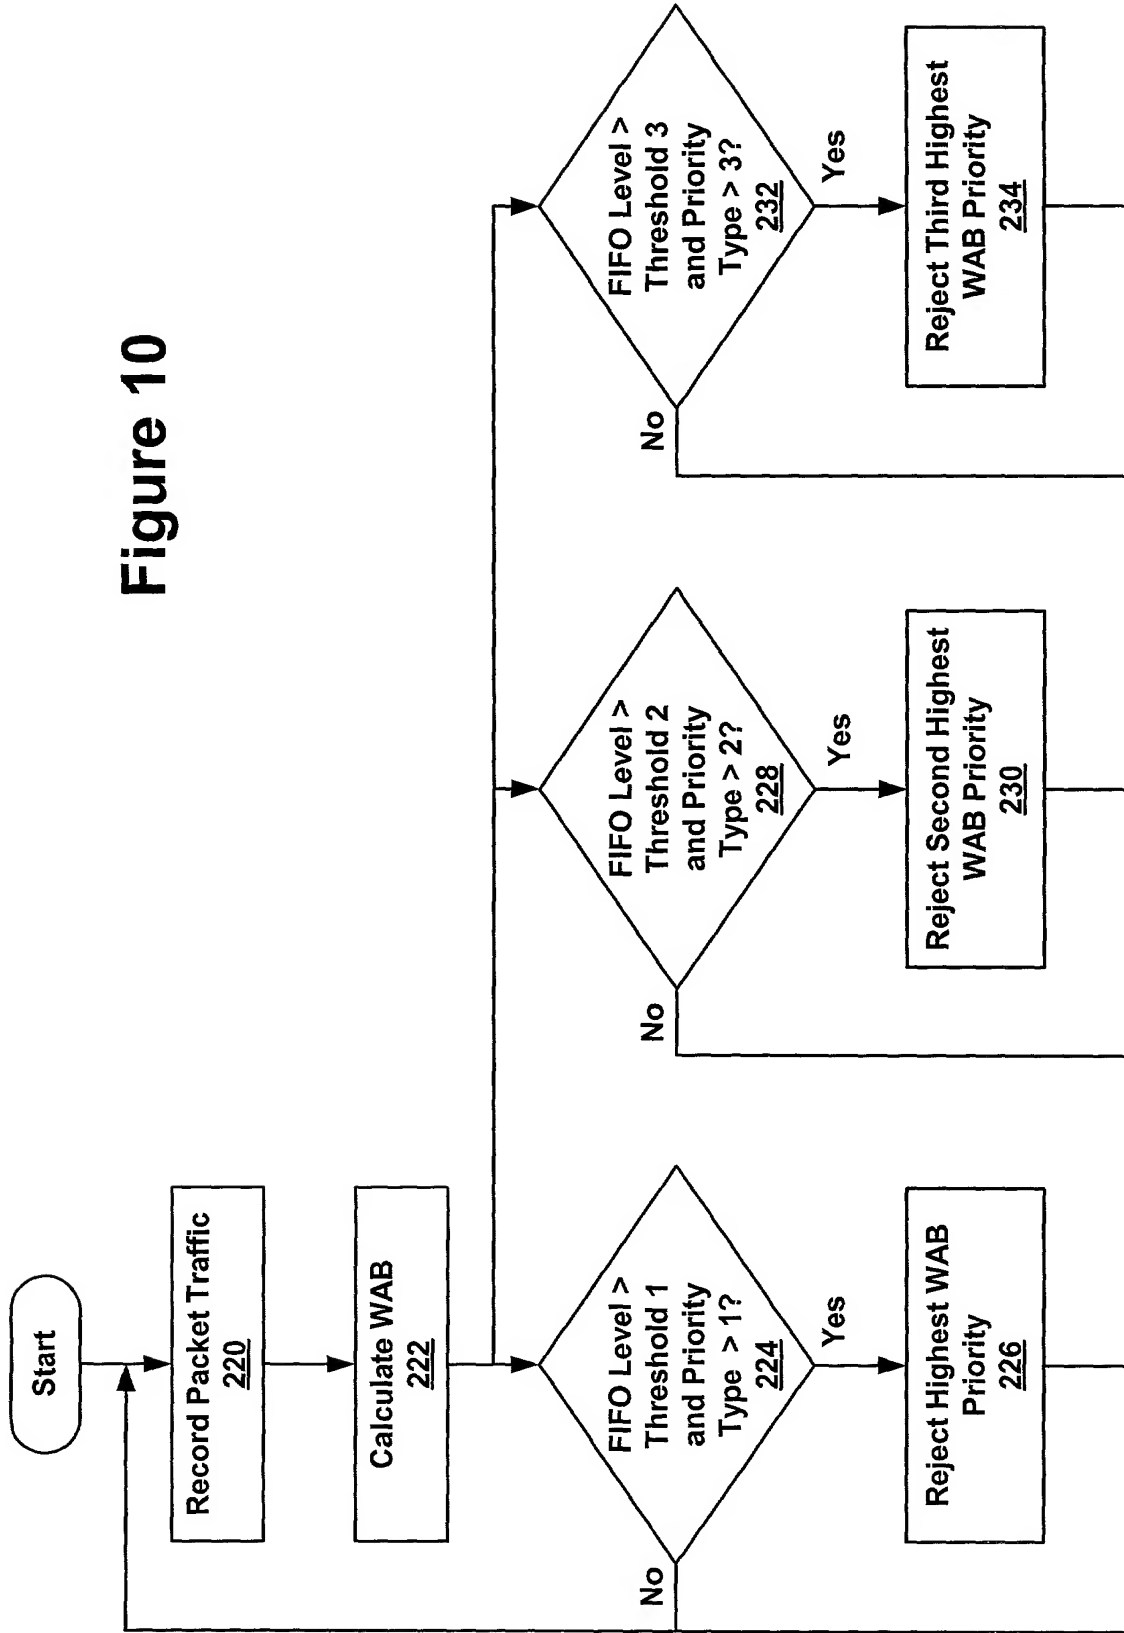 Figure 10
Start
Record Packet Traffic
220
Calculate WAB
222
FIFO Level >
Threshold 1
and Priority
Type > 1?
224
No
Yes
Reject Highest WAB
Priority
226
FIFO Level >
Threshold 2
and Priority
Type > 2?
228
No
Yes
Reject Second Highest
WAB Priority
230
FIFO Level >
Threshold 3
and Priority
Type > 3?
232
No
Yes
Reject Third Highest
WAB Priority
234